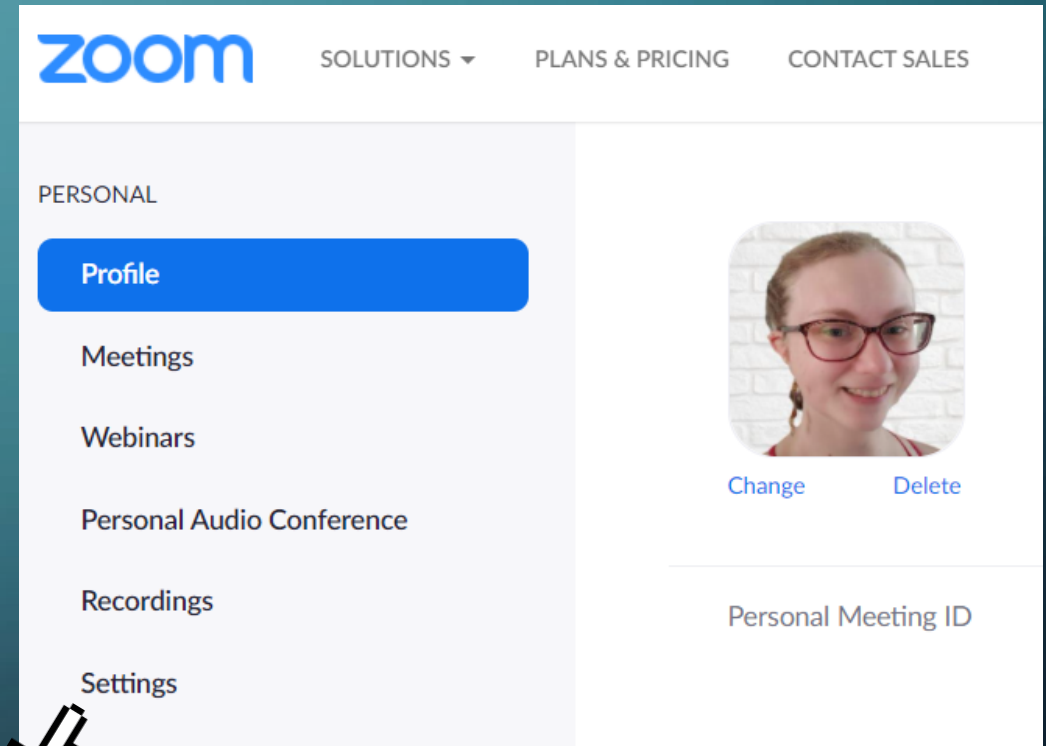 zoom SOLUTIONS PLANS & PRICING CONTACT SALES
PERSONAL
Profile
Meetings
Webinars
Personal Audio Conference
Recordings
Settings
Change Delete
Personal Meeting ID